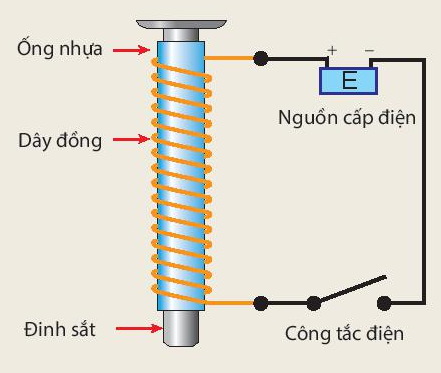 Ống nhựa
+ −
E
Nguồn cấp điện
Dây đồng
Đinh sắt
Công tắc điện